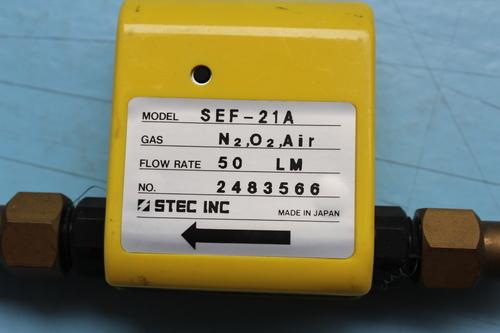 MODEL SEF-21A
GAS N₂,O₂,Air
FLOW RATE 50 LM
NO. 2483566
STEC INC MADE IN JAPAN